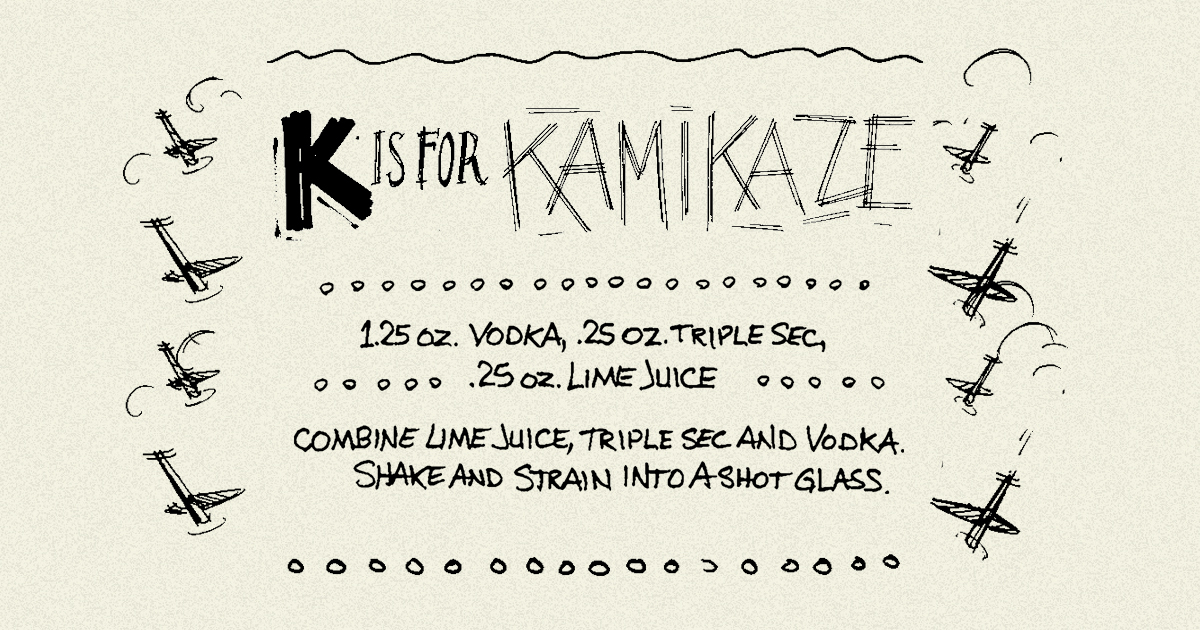 K IS FOR KAMIKAZE
1.25 OZ. VODKA, .25 OZ. TRIPLE SEC,
.25 OZ. LIME JUICE
COMBINE LIME JUICE, TRIPLE SEC AND VODKA.
SHAKE AND STRAIN INTO A SHOT GLASS.